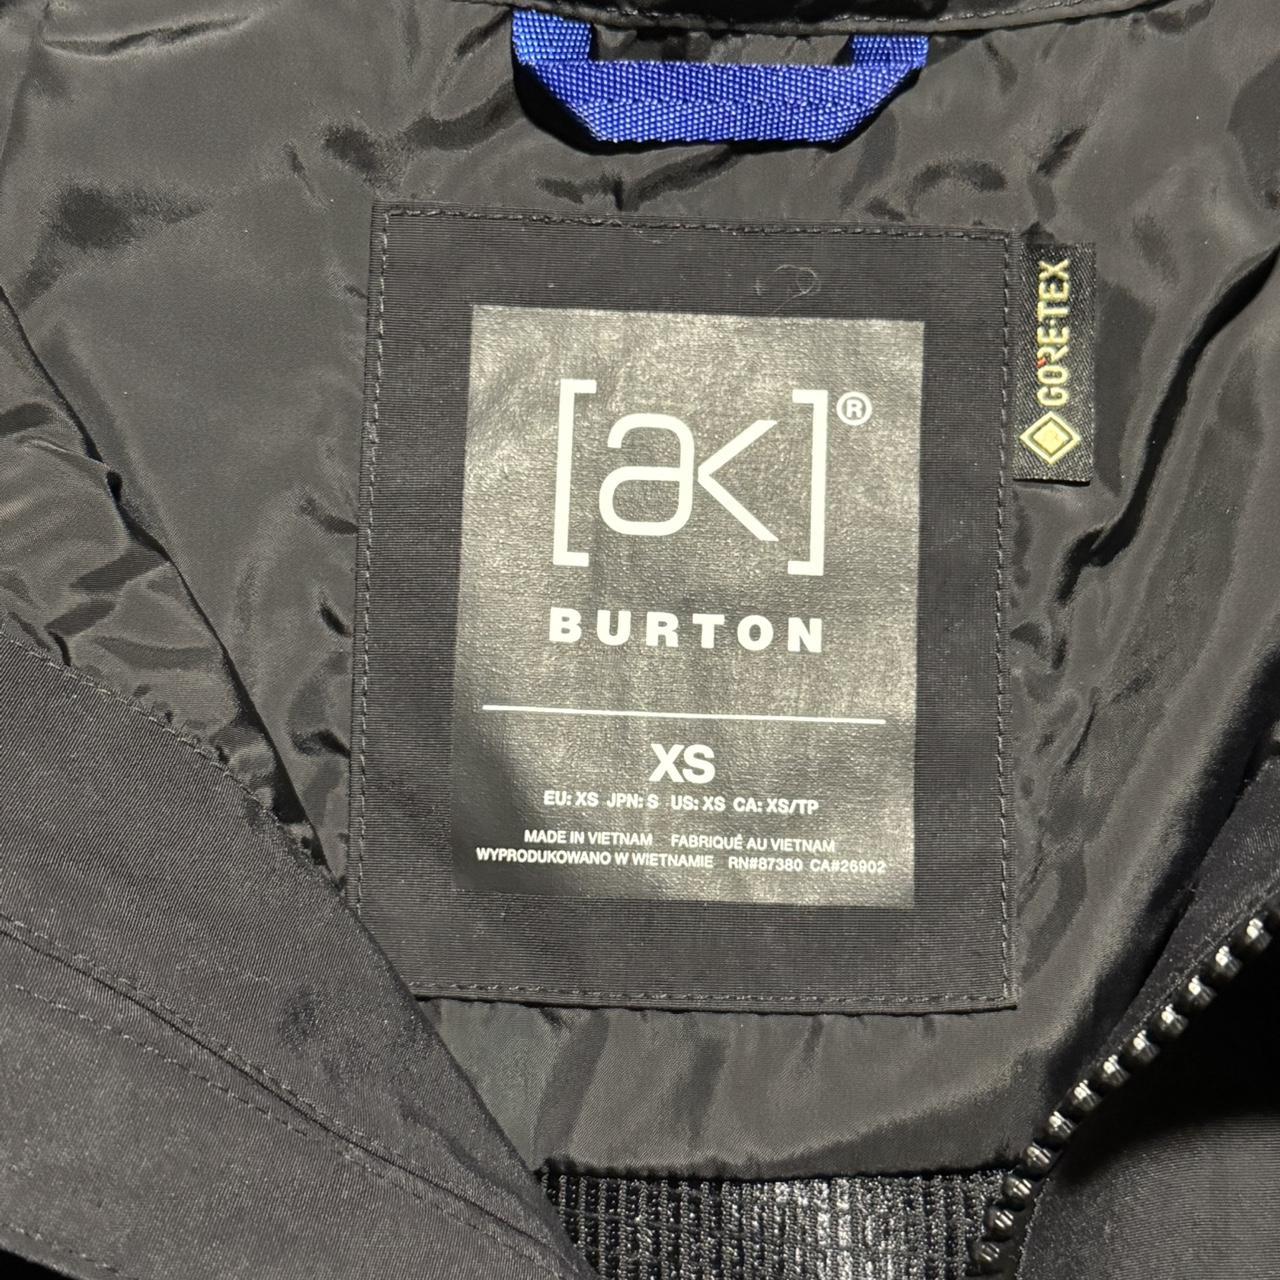 [ak]®
BURTON
XS
EU: XS JPN: S US: XS CA: XS/TP
MADE IN VIETNAM FABRIQUÉ AU VIETNAM
WYPRODUKOWANO W WIETNAMIE RN#87380 CA#26902
GORE-TEX